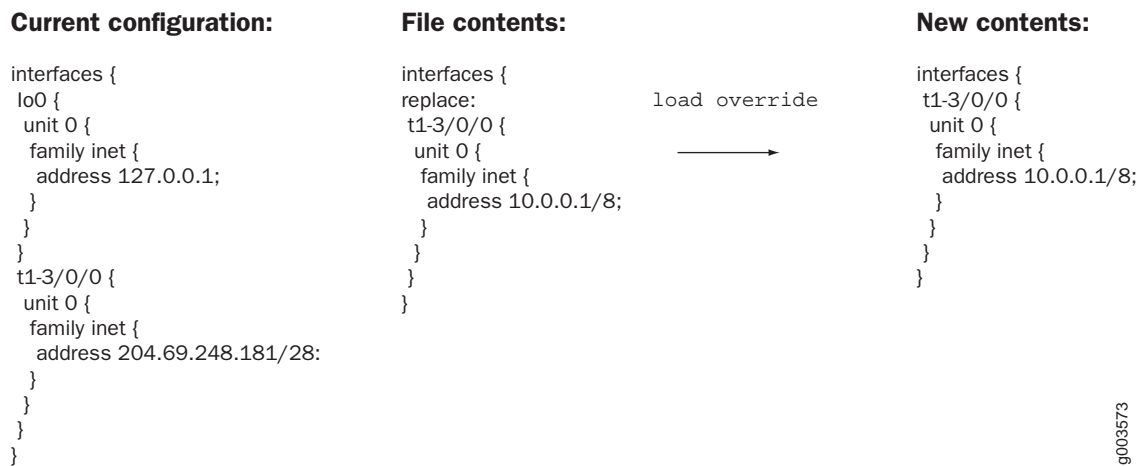 Current configuration:
interfaces {
lo0 {
unit 0 {
family inet {
address 127.0.0.1;
}
}
}
t1-3/0/0 {
unit 0 {
family inet {
address 204.69.248.181/28:
}
}
}
}
File contents:
interfaces {
replace:
t1-3/0/0 {
unit 0 {
family inet {
address 10.0.0.1/8;
}
}
}
}
load override
New contents:
interfaces {
t1-3/0/0 {
unit 0 {
family inet {
address 10.0.0.1/8;
}
}
}
}
g003573